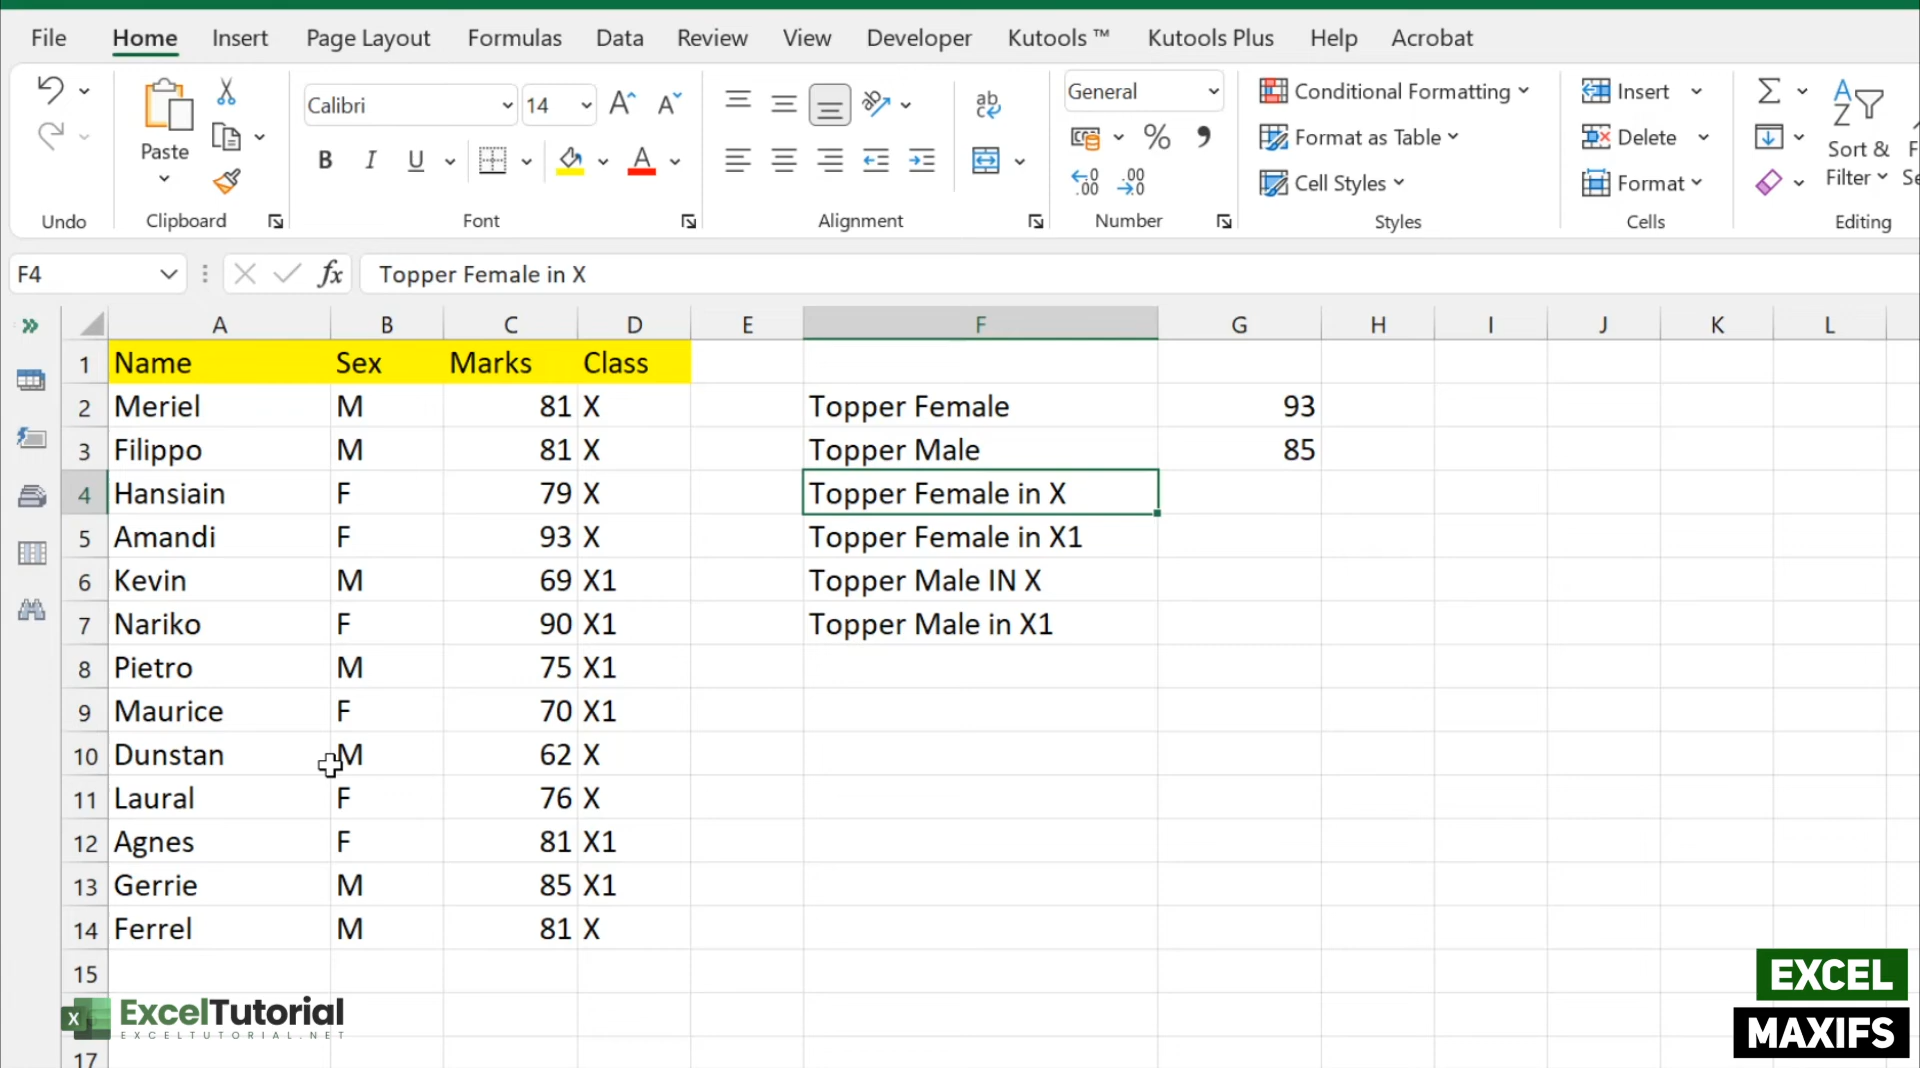 File Home Insert Page Layout Formulas Data Review View Developer Kutools ™ Kutools Plus Help Acrobat
Calibri 14 General Conditional Formatting Insert
Paste B I U Format as Table Delete Sort &
Cell Styles Format Filter
Undo Clipboard Font Alignment Number Styles Cells Editing
F4 fx Topper Female in X
A B C D E F G H I J K L
1 Name Sex Marks Class
2 Meriel M 81 X Topper Female 93
3 Filippo M 81 X Topper Male 85
4 Hansiain F 79 X Topper Female in X
5 Amandi F 93 X Topper Female in X1
6 Kevin M 69 X1 Topper Male IN X
7 Nariko F 90 X1 Topper Male in X1
8 Pietro M 75 X1
9 Maurice F 70 X1
10 Dunstan M 62 X
11 Laural F 76 X
12 Agnes F 81 X1
13 Gerrie M 85 X1
14 Ferrel M 81 X
15
17
X ExcelTutorial
EXCELTUTORIAL.NET
EXCEL
MAXIFS